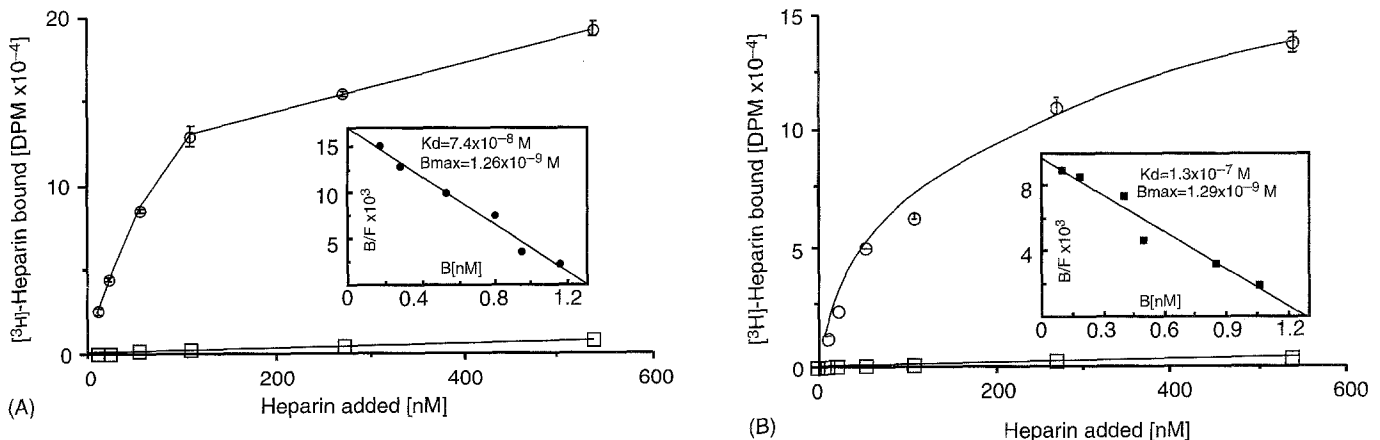 20
15
10
5
0
[³H]-Heparin bound [DPM x10⁻⁴]
0
200
400
600
Heparin added [nM]
(A)
15
10
5
B/F x10³
Kd=7.4x10⁻⁸ M
Bmax=1.26x10⁻⁹ M
B[nM]
0
0.4
0.8
1.2
15
10
5
0
[³H]-Heparin bound [DPM x10⁻⁴]
0
200
400
600
Heparin added [nM]
(B)
8
4
0
B/F x10³
Kd=1.3x10⁻⁷ M
Bmax=1.29x10⁻⁹ M
B[nM]
0
0.3
0.6
0.9
1.2